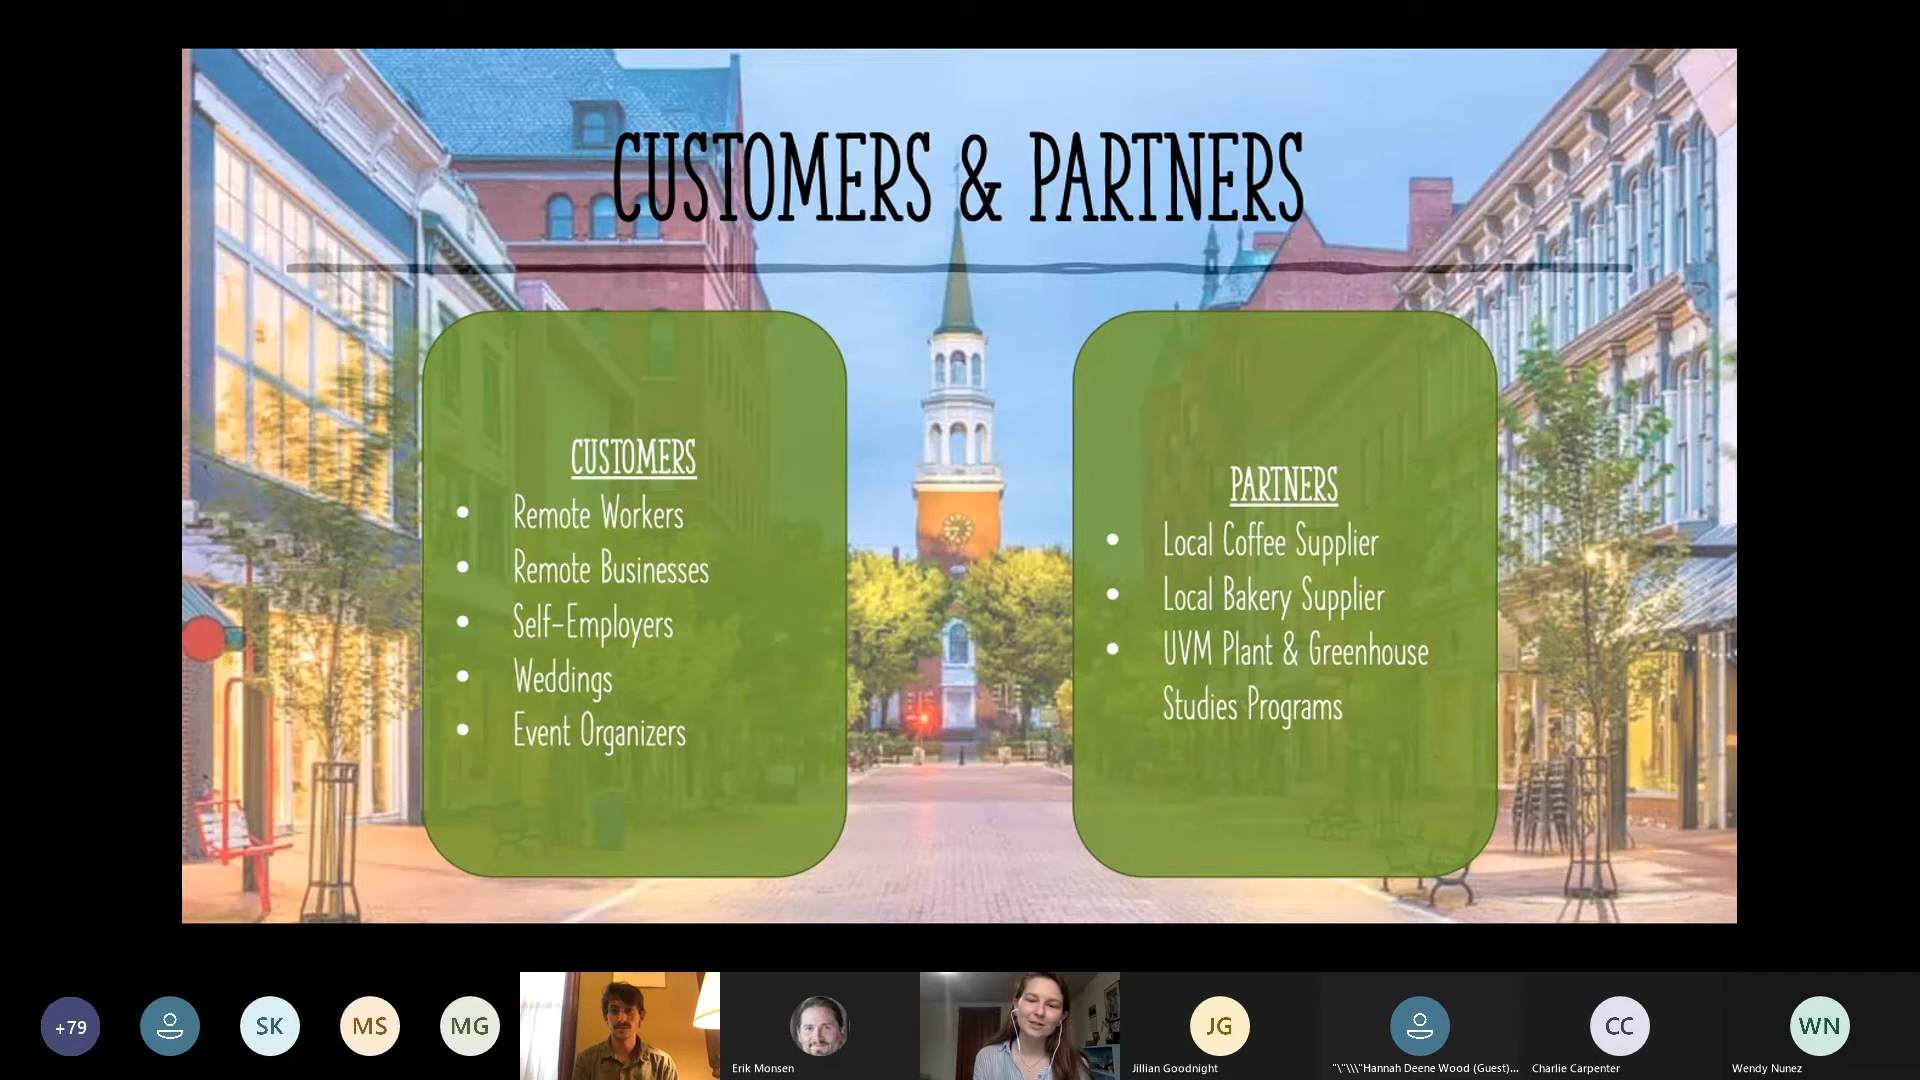 CUSTOMERS & PARTNERS
CUSTOMERS
• Remote Workers
• Remote Businesses
• Self-Employers
• Weddings
• Event Organizers
PARTNERS
• Local Coffee Supplier
• Local Bakery Supplier
• UVM Plant & Greenhouse
Studies Programs
+79
SK
MS
MG
Erik Monsen
JG
Jillian Goodnight
"\"\\\"Hannah Deene Wood (Guest)...
CC
Charlie Carpenter
WN
Wendy Nunez